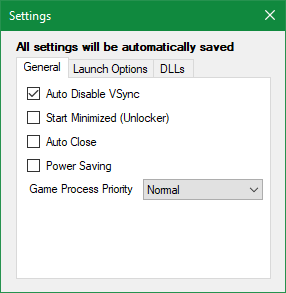 Settings
All settings will be automatically saved
General
Launch Options
DLLs
Auto Disable VSync
Start Minimized (Unlocker)
Auto Close
Power Saving
Game Process Priority
Normal